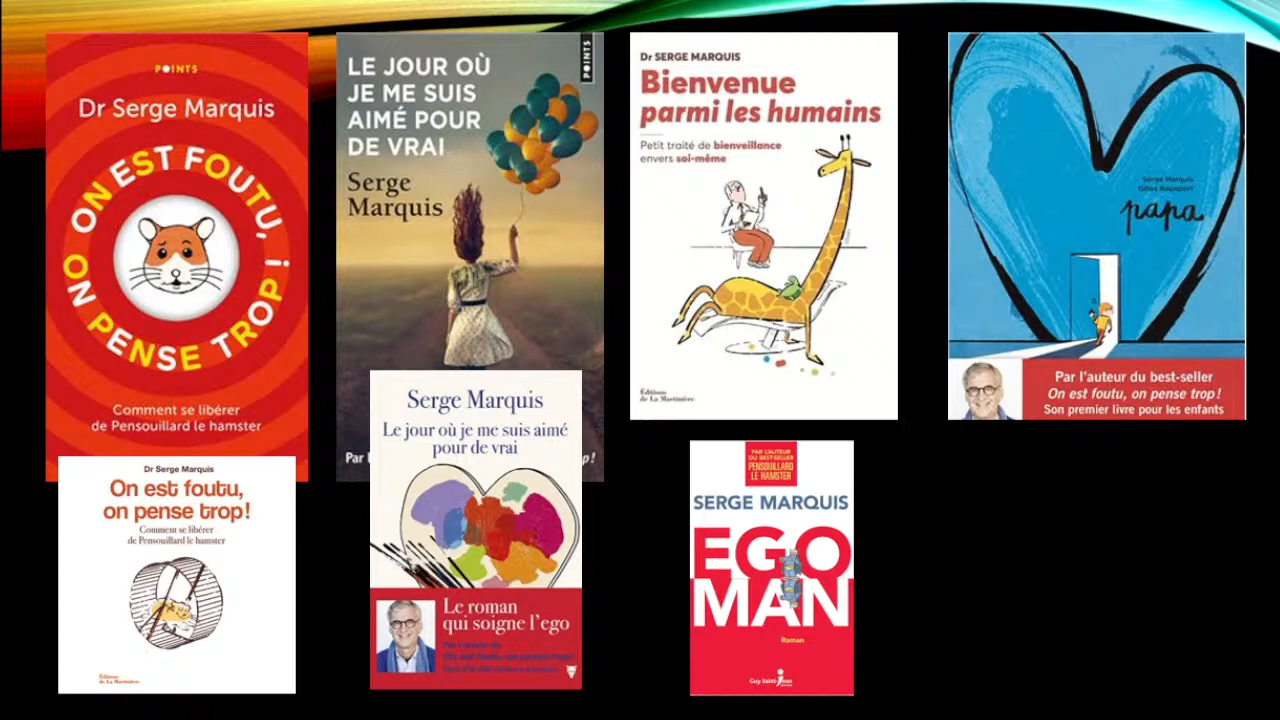 POINTS
Dr Serge Marquis
ON EST FOUTU,
ON PENSE TROP !
Comment se libérer
de Pensouillard le hamster
POINTS
LE JOUR OÙ
JE ME SUIS
AIMÉ POUR
DE VRAI
Serge
Marquis
Par l
p!
Dr SERGE MARQUIS
Bienvenue
parmi les humains
Petit traité de bienveillance
envers soi-même
Éditions
de La Martinière
Serge Marquis
Gilles Rapaport
papa
Par l'auteur du best-seller
On est foutu, on pense trop !
Son premier livre pour les enfants
Dr Serge Marquis
On est foutu,
on pense trop !
Comment se libérer
de Pensouillard le hamster
Éditions
de La Martinière
Serge Marquis
Le jour où je me suis aimé
pour de vrai
Le roman
qui soigne l'ego
PAR L'AUTEUR
DU BEST-SELLER
PENSOUILLARD
LE HAMSTER
SERGE MARQUIS
EGO
MAN
Roman
Guy Saint-Jean